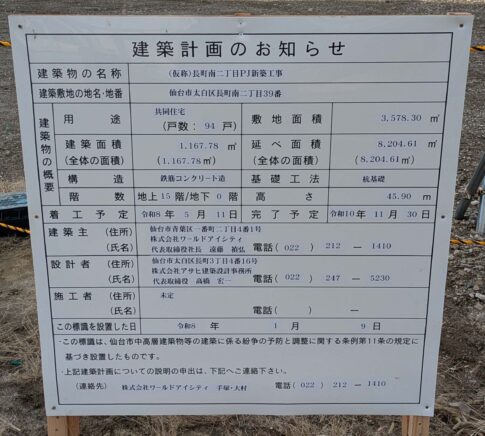 建築計画のお知らせ
建築物の名称 (仮称)長町南二丁目PJ新築工事
建築敷地の地名・地番 仙台市太白区長町南二丁目39番
建築物の概要
用途 共同住宅 (戸数: 94 戸) 敷地面積 3,578.30 ㎡
建築面積 1,167.78 ㎡ 延べ面積 8,204.61 ㎡
(全体の面積) (1,167.78㎡) (全体の面積) (8,204.61㎡)
構造 鉄筋コンクリート造 基礎工法 杭基礎
階数 地上 15 階/地下 0 階 高さ 45.90 m
着工予定 令和8年 5月 11日 完了予定 令和10年 11月 30日
建築主 (住所) 仙台市青葉区一番町二丁目4番1号
株式会社ワールドアイシティ
(氏名) 代表取締役社長 遠藤 禎弘 電話 (022) 212 ー 1410
設計者 (住所) 仙台市太白区長町3丁目4番16号
株式会社アサヒ建築設計事務所
(氏名) 代表取締役 高橋 宏一 電話 (022) 247 ー 5230
施工者 (住所) 未定
(氏名) 電話 ( ) ー
この標識を設置した日 令和8年 1月 9日
・この標識は、仙台市中高層建築物等の建築に係る紛争の予防と調整に関する条例第11条の規定に
基づき設置したものです。
・上記建築計画についての説明の申出は、下記へご連絡下さい。
(連絡先) 株式会社ワールドアイシティ 手塚・大村 電話 (022) 212 ー 1410